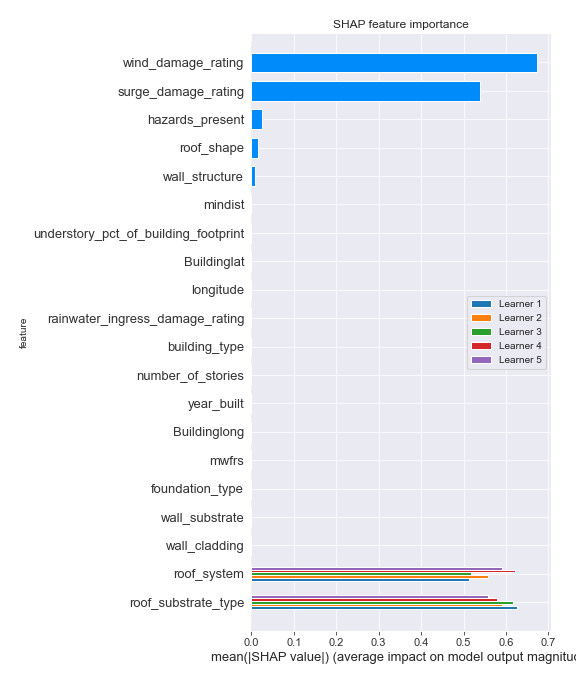 SHAP feature importance
wind_damage_rating
surge_damage_rating
hazards_present
roof_shape
wall_structure
mindist
understory_pct_of_building_footprint
Buildinglat
longitude
rainwater_ingress_damage_rating
building_type
number_of_stories
year_built
Buildinglong
mwfrs
foundation_type
wall_substrate
wall_cladding
roof_system
roof_substrate_type
feature
Learner 1
Learner 2
Learner 3
Learner 4
Learner 5
0.0 0.1 0.2 0.3 0.4 0.5 0.6 0.7
mean(|SHAP value|) (average impact on model output magnitud